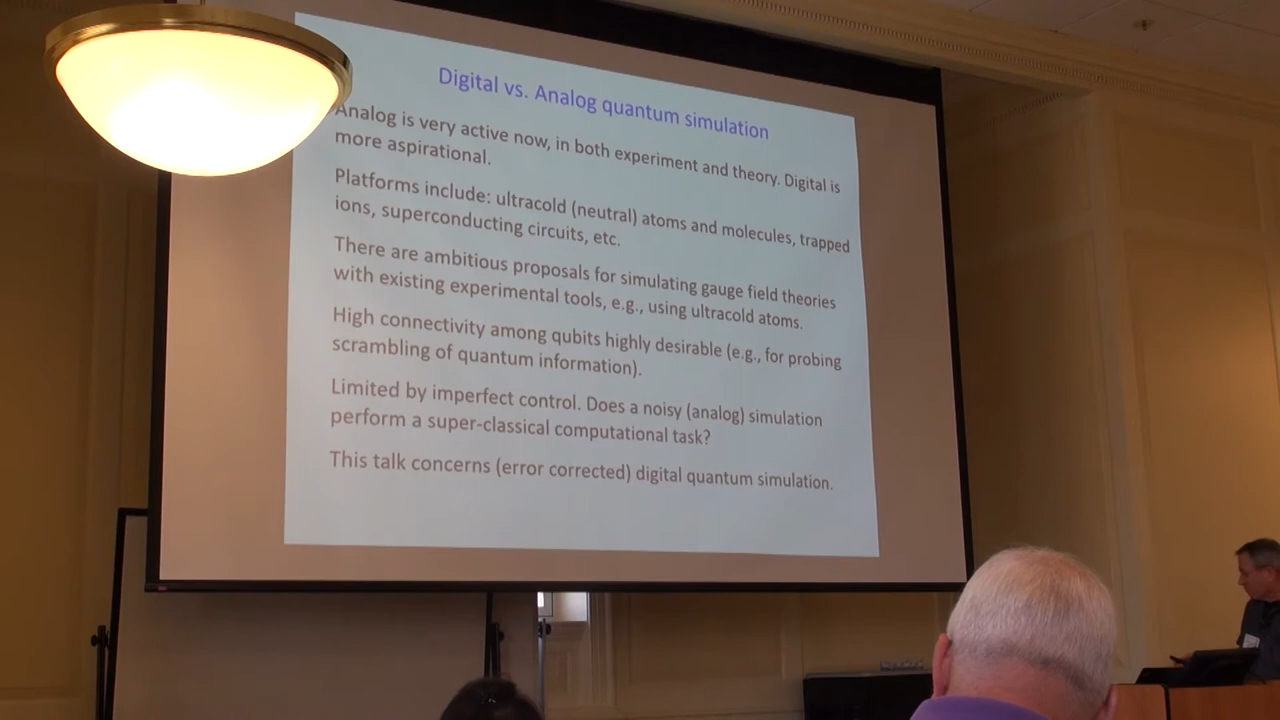 Digital vs. Analog quantum simulation
Analog is very active now, in both experiment and theory. Digital is
more aspirational.
Platforms include: ultracold (neutral) atoms and molecules, trapped
ions, superconducting circuits, etc.
There are ambitious proposals for simulating gauge field theories
with existing experimental tools, e.g., using ultracold atoms.
High connectivity among qubits highly desirable (e.g., for probing
scrambling of quantum information).
Limited by imperfect control. Does a noisy (analog) simulation
perform a super-classical computational task?
This talk concerns (error corrected) digital quantum simulation.